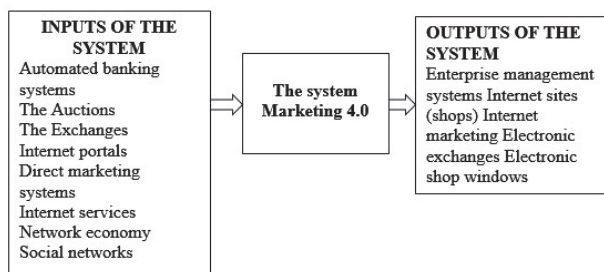 INPUTS OF THE
SYSTEM
Automated banking
systems
The Auctions
The Exchanges
Internet portals
Direct marketing
systems
Internet services
Network economy
Social networks
The system
Marketing 4.0
OUTPUTS OF THE
SYSTEM
Enterprise management
systems Internet sites
(shops) Internet
marketing Electronic
exchanges Electronic
shop windows